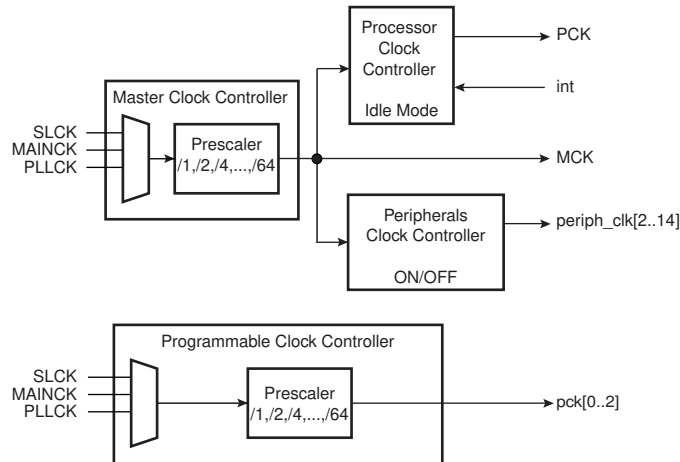 Processor
Clock
Controller
Idle Mode
PCK
int
Master Clock Controller
SLCK
MAINCK
PLLCK
Prescaler
/1,/2,/4,...,/64
MCK
Peripherals
Clock Controller
ON/OFF
periph_clk[2..14]
Programmable Clock Controller
SLCK
MAINCK
PLLCK
Prescaler
/1,/2,/4,...,/64
pck[0..2]